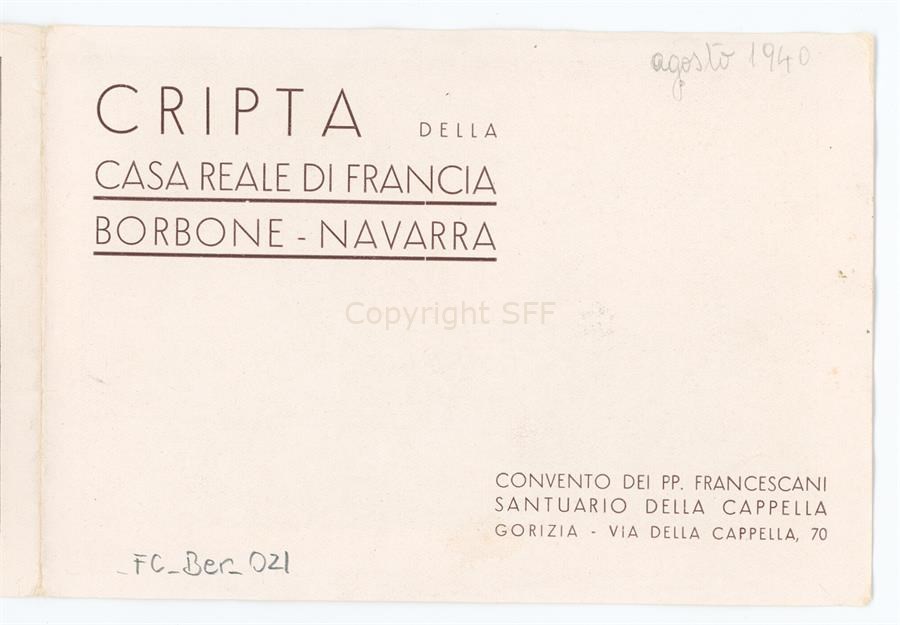 agosto 1940
CRIPTA DELLA
CASA REALE DI FRANCIA
BORBONE - NAVARRA
Copyright SFF
CONVENTO DEI PP. FRANCESCANI
SANTUARIO DELLA CAPPELLA
GORIZIA - VIA DELLA CAPPELLA, 70
_FC_Ber_021